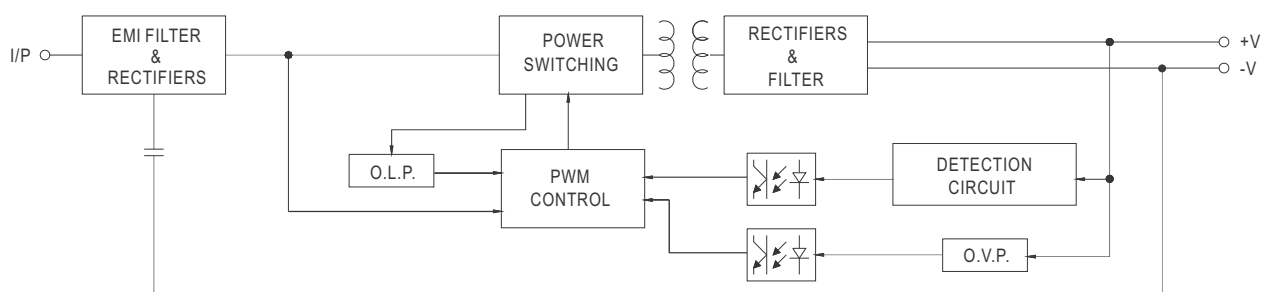 I/P
EMI FILTER
&
RECTIFIERS
POWER
SWITCHING
RECTIFIERS
&
FILTER
+V
-V
O.L.P.
PWM
CONTROL
DETECTION
CIRCUIT
O.V.P.